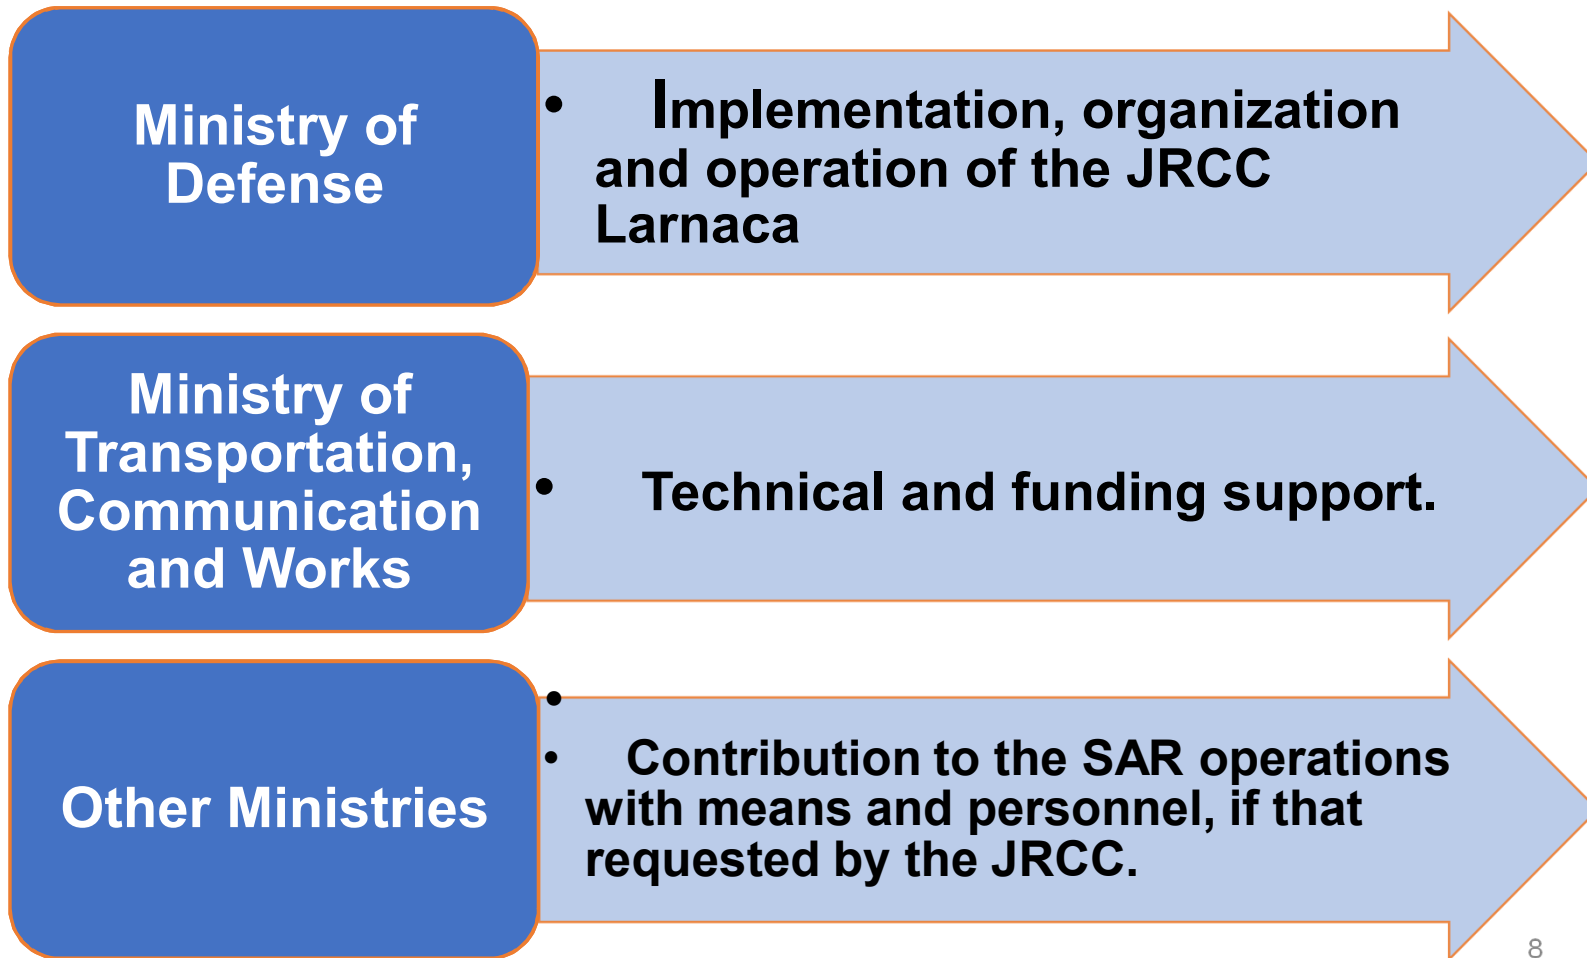 Ministry of
Defense
• Implementation, organization
and operation of the JRCC
Larnaca
Ministry of
Transportation,
Communication
and Works
• Technical and funding support.
Other Ministries
•
• Contribution to the SAR operations
with means and personnel, if that
requested by the JRCC.
8